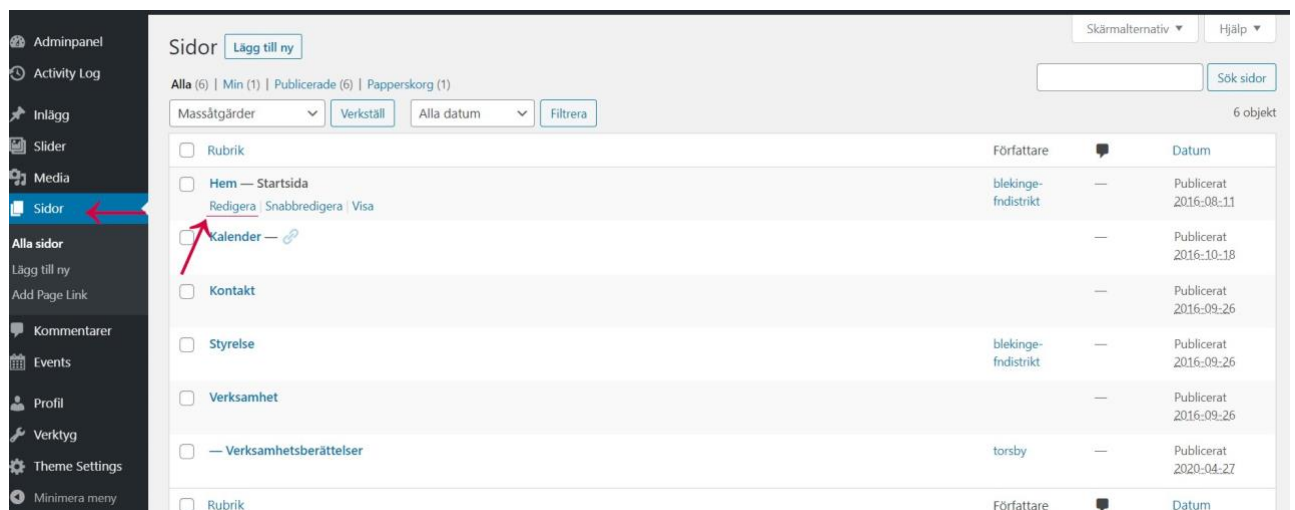 Adminpanel
Activity Log
Inlägg
Slider
Media
Sidor
Alla sidor
Lägg till ny
Add Page Link
Kommentarer
Events
Profil
Verktyg
Theme Settings
Minimera meny
Skärmalternativ ▼ Hjälp ▼
Sidor Lägg till ny
Alla (6) | Min (1) | Publicerade (6) | Papperskorg (1)
Sök sidor
Massåtgärder Verkställ Alla datum Filtrera
6 objekt
Rubrik Författare Datum
Hem — Startsida blekinge- — Publicerat
Redigera | Snabbredigera | Visa fndistrikt 2016-08-11
Kalender — — Publicerat
2016-10-18
Kontakt — Publicerat
2016-09-26
Styrelse blekinge- — Publicerat
fndistrikt 2016-09-26
Verksamhet — Publicerat
2016-09-26
— Verksamhetsberättelser torsby — Publicerat
2020-04-27
Rubrik Författare Datum